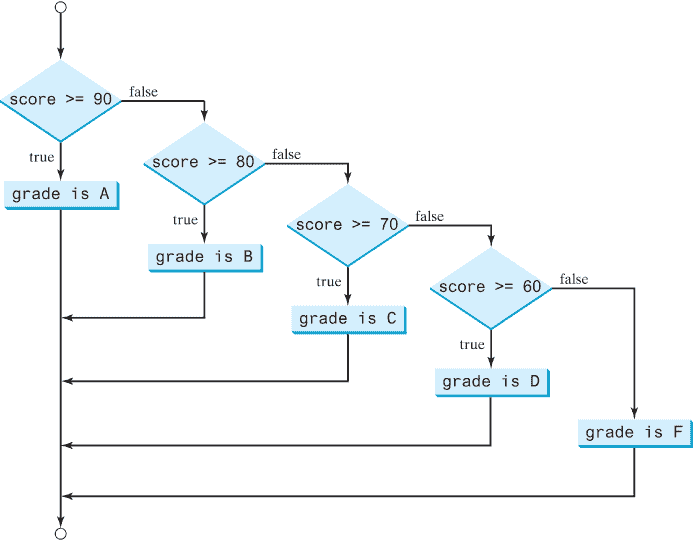 score >= 90
false
true
grade is A
score >= 80
false
true
grade is B
score >= 70
false
true
grade is C
score >= 60
false
true
grade is D
grade is F